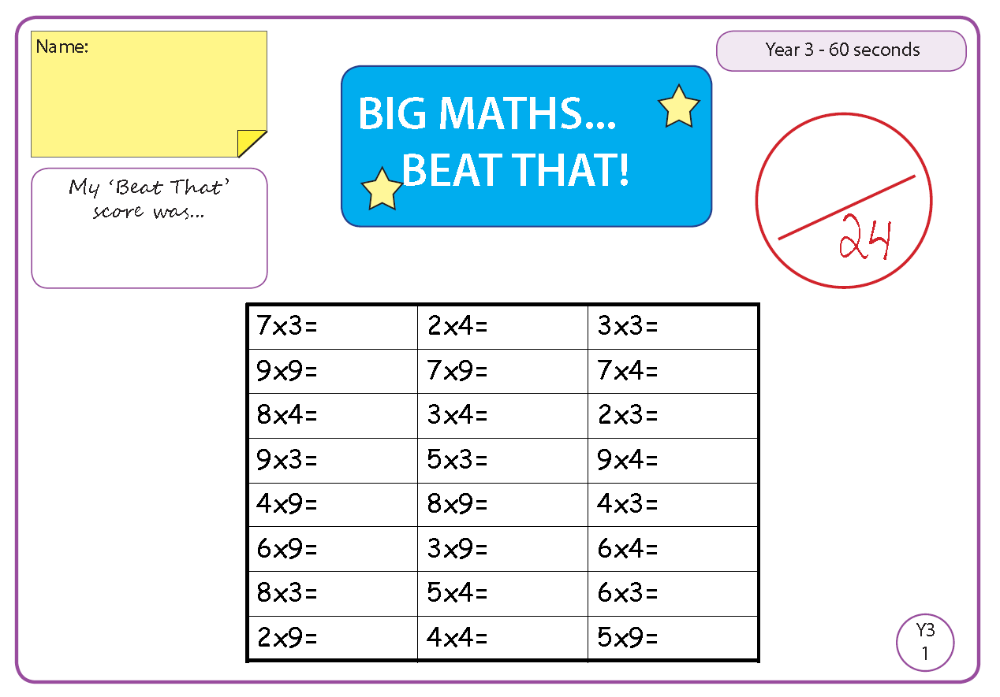 Name:
Year 3 - 60 seconds
BIG MATHS...
BEAT THAT!
My ‘Beat That’
score was...
24
7x3= 2x4= 3x3=
9x9= 7x9= 7x4=
8x4= 3x4= 2x3=
9x3= 5x3= 9x4=
4x9= 8x9= 4x3=
6x9= 3x9= 6x4=
8x3= 5x4= 6x3=
2x9= 4x4= 5x9=
Y3
1